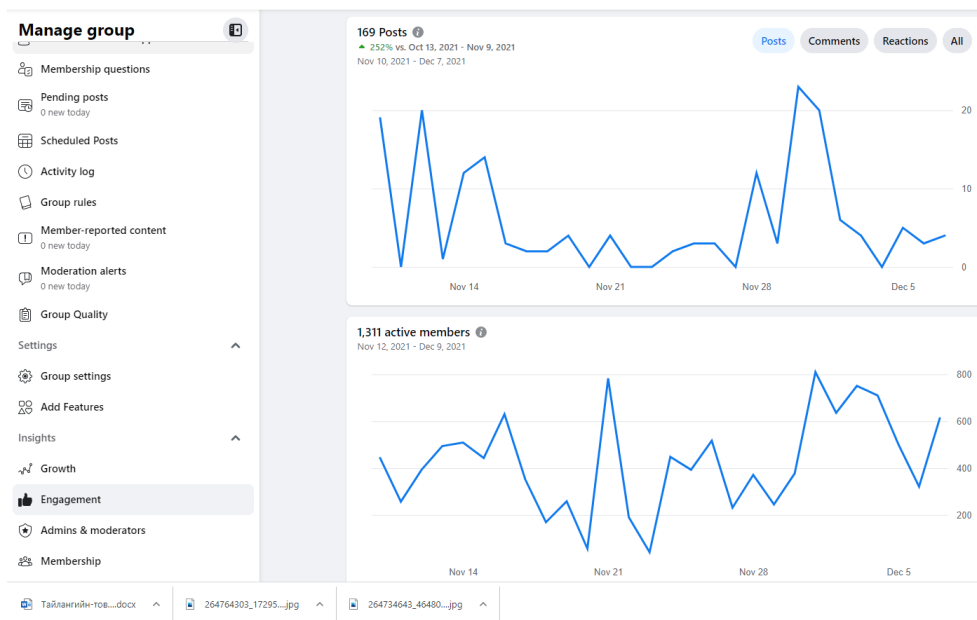 Manage group
Membership questions
Pending posts
0 new today
Scheduled Posts
Activity log
Group rules
Member-reported content
0 new today
Moderation alerts
0 new today
Group Quality
Settings
Group settings
Add Features
Insights
Growth
Engagement
Admins & moderators
Membership
169 Posts
252% vs. Oct 13, 2021 - Nov 9, 2021
Nov 10, 2021 - Dec 7, 2021
Posts Comments Reactions All
20
10
0
Nov 14 Nov 21 Nov 28 Dec 5
1,311 active members
Nov 12, 2021 - Dec 9, 2021
800
600
400
200
Nov 14 Nov 21 Nov 28 Dec 5
Тайлангийн-тов....docx 264764303_17295....jpg 264734643_46480....jpg